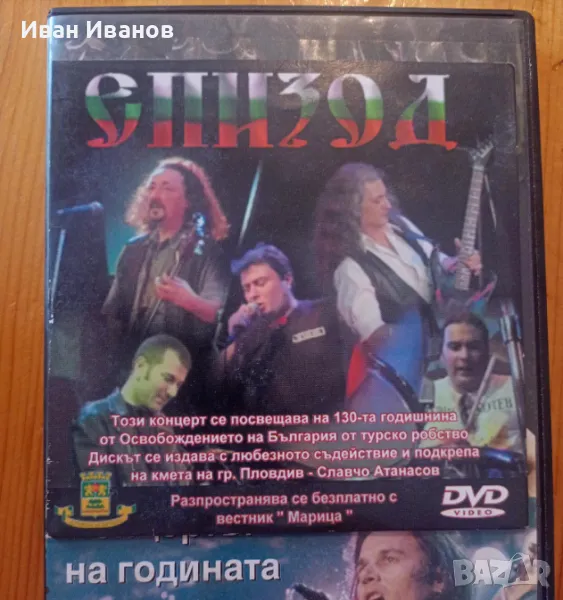 Иван Иванов
ЕПИЗОД
Този концерт се посвещава на 130-та годишнина
от Освобождението на България от турско робство
Дискът се издава с любезното съдействие и подкрепа
на кмета на гр. Пловдив - Славчо Атанасов
Разпространява се безплатно с
вестник " Марица "
DVD
VIDEO
на годината
BAZAR